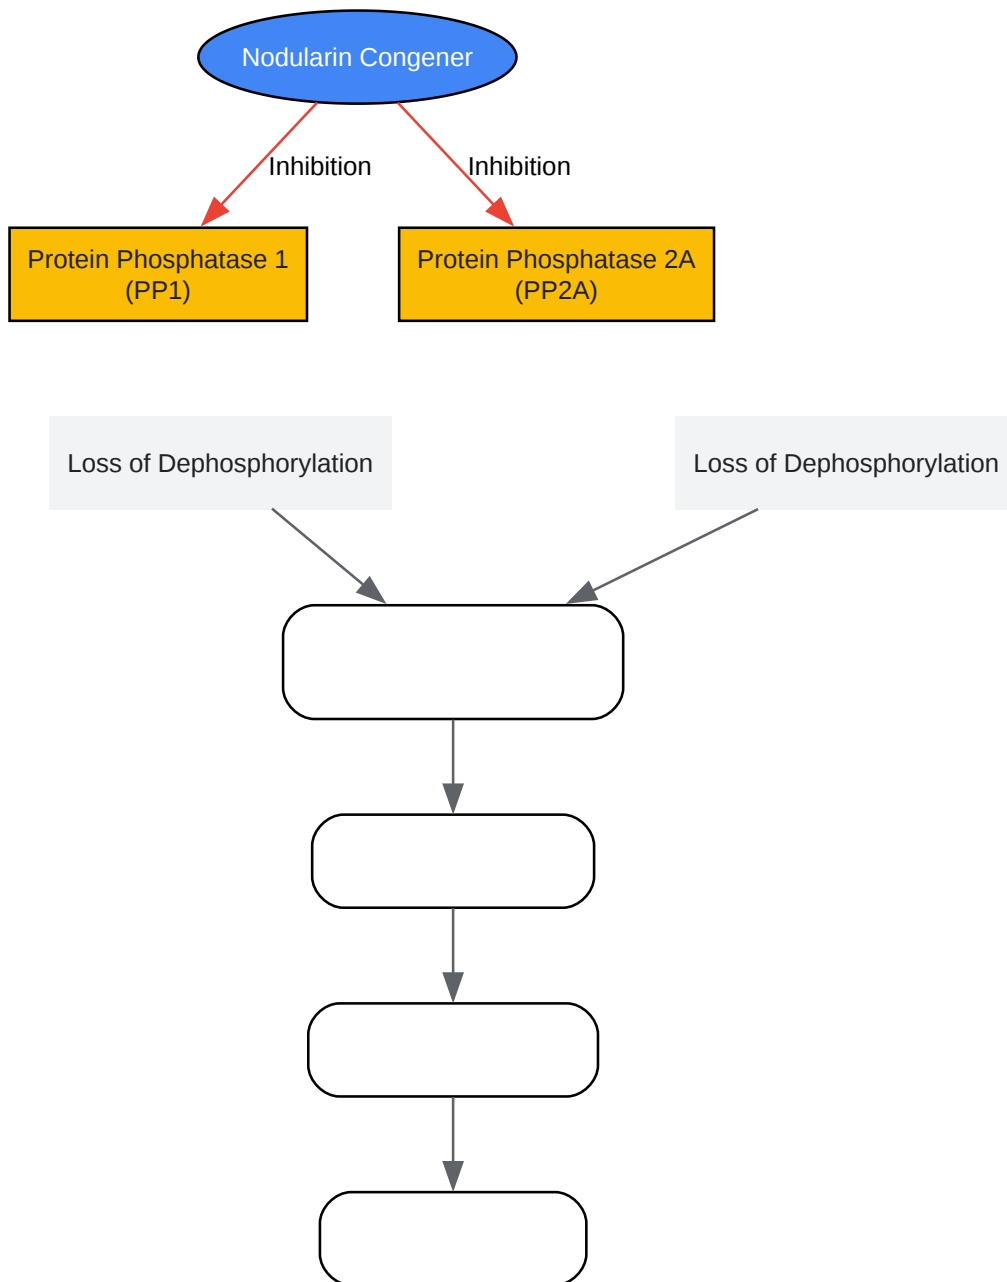 Nodularin Congener
Inhibition
Inhibition
Protein Phosphatase 1
(PP1)
Protein Phosphatase 2A
(PP2A)
Loss of Dephosphorylation
Loss of Dephosphorylation